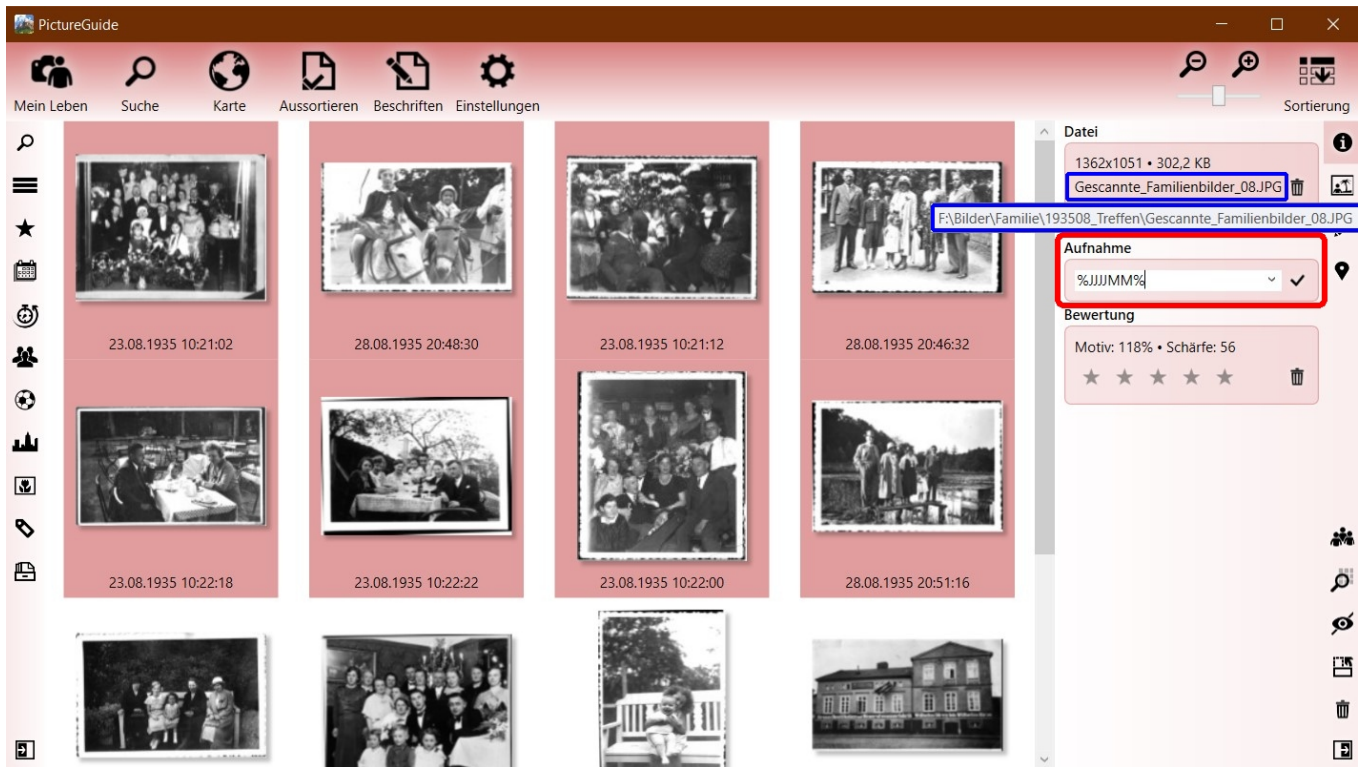 PictureGuide
Mein Leben
Suche
Karte
Aussortieren
Beschriften
Einstellungen
Sortierung
Datei
1362x1051 • 302,2 KB
Gescannte_Familienbilder_08.JPG
F:\Bilder\Familie\193508_Treffen\Gescannte_Familienbilder_08.JPG
Aufnahme
%JJJJMM%
Bewertung
Motiv: 118% • Schärfe: 56
23.08.1935 10:21:02
28.08.1935 20:48:30
23.08.1935 10:21:12
28.08.1935 20:46:32
23.08.1935 10:22:18
23.08.1935 10:22:22
23.08.1935 10:22:00
28.08.1935 20:51:16